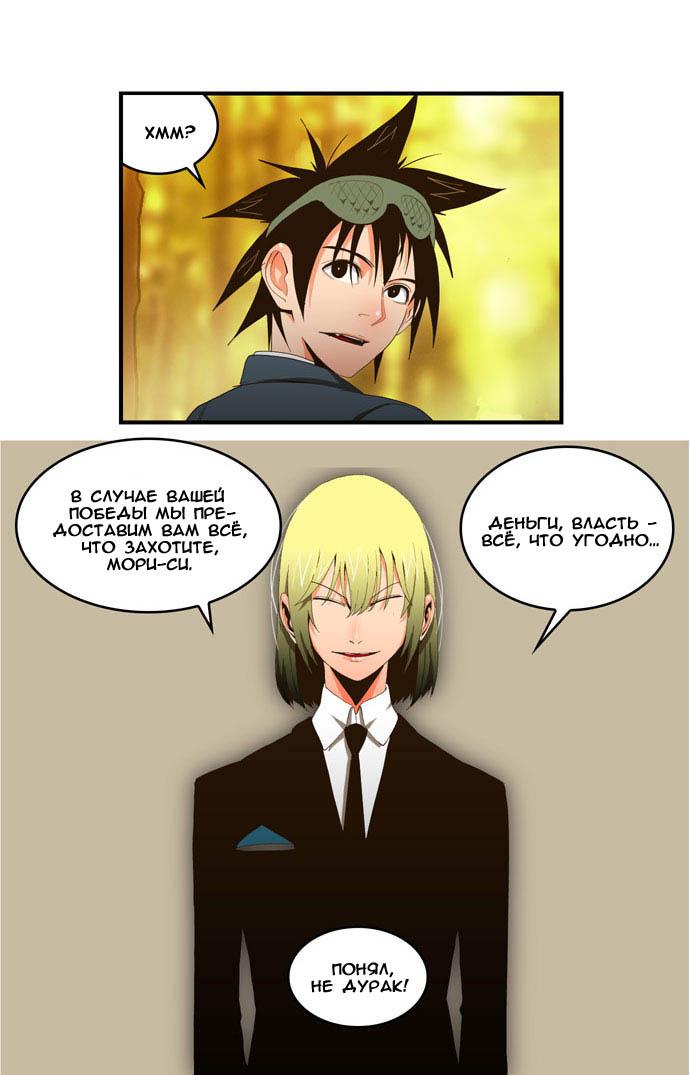 ХММ?
В СЛУЧАЕ ВАШЕЙ
ПОБЕДЫ МЫ ПРЕ-
ДОСТАВИМ ВАМ ВСЁ,
ЧТО ЗАХОТИТЕ,
МОРИ-СИ.
ДЕНЬГИ, ВЛАСТЬ -
ВСЁ, ЧТО УГОДНО...
ПОНЯЛ,
НЕ ДУРАК!